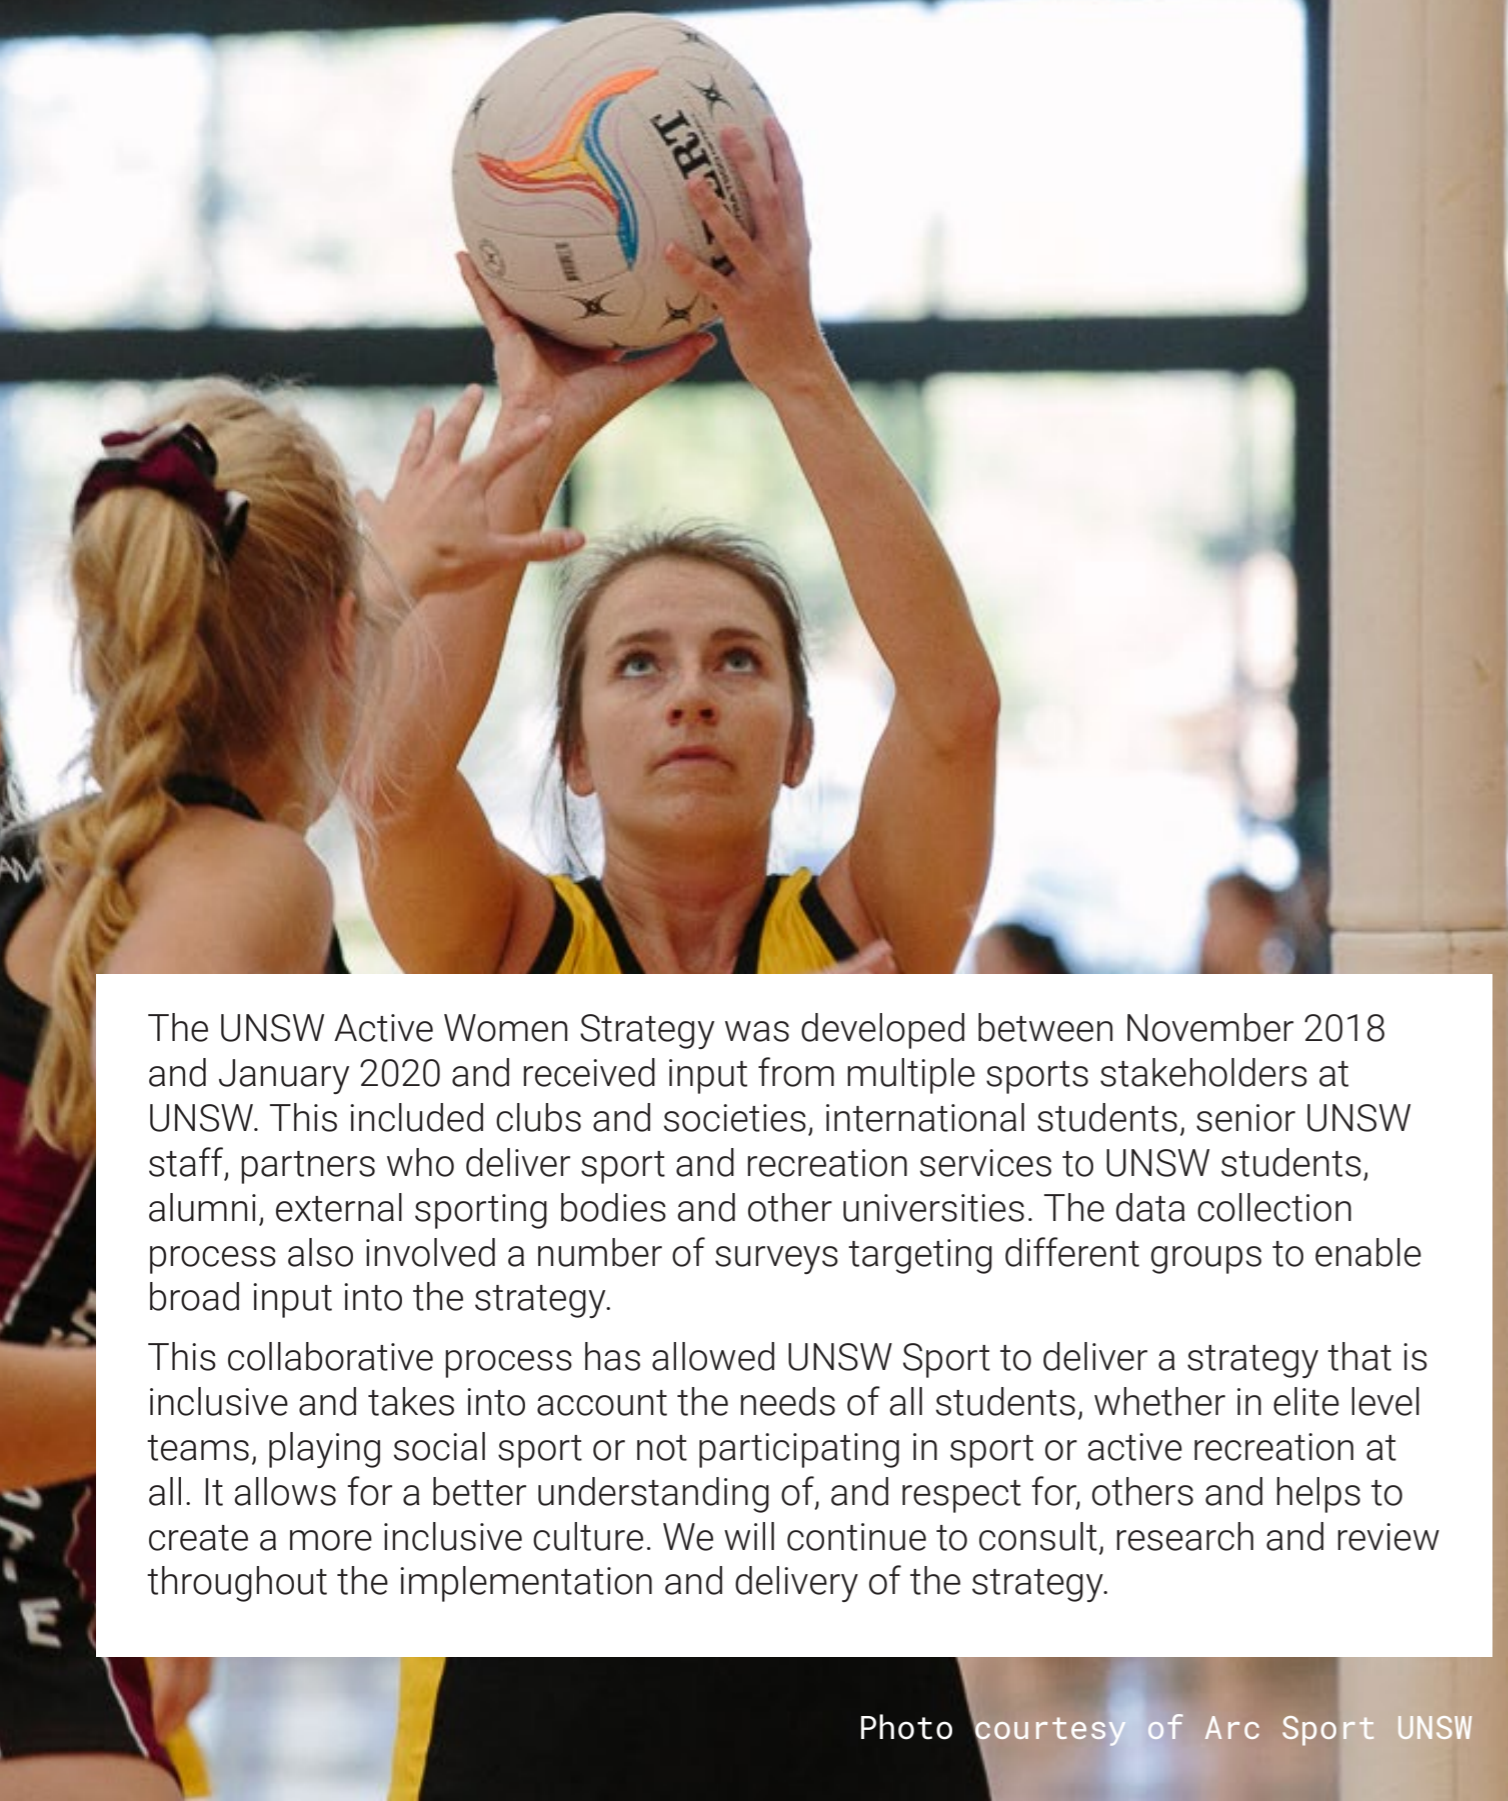 The UNSW Active Women Strategy was developed between November 2018
and January 2020 and received input from multiple sports stakeholders at
UNSW. This included clubs and societies, international students, senior UNSW
staff, partners who deliver sport and recreation services to UNSW students,
alumni, external sporting bodies and other universities. The data collection
process also involved a number of surveys targeting different groups to enable
broad input into the strategy.
This collaborative process has allowed UNSW Sport to deliver a strategy that is
inclusive and takes into account the needs of all students, whether in elite level
teams, playing social sport or not participating in sport or active recreation at
all. It allows for a better understanding of, and respect for, others and helps to
create a more inclusive culture. We will continue to consult, research and review
throughout the implementation and delivery of the strategy.
Photo courtesy of Arc Sport UNSW